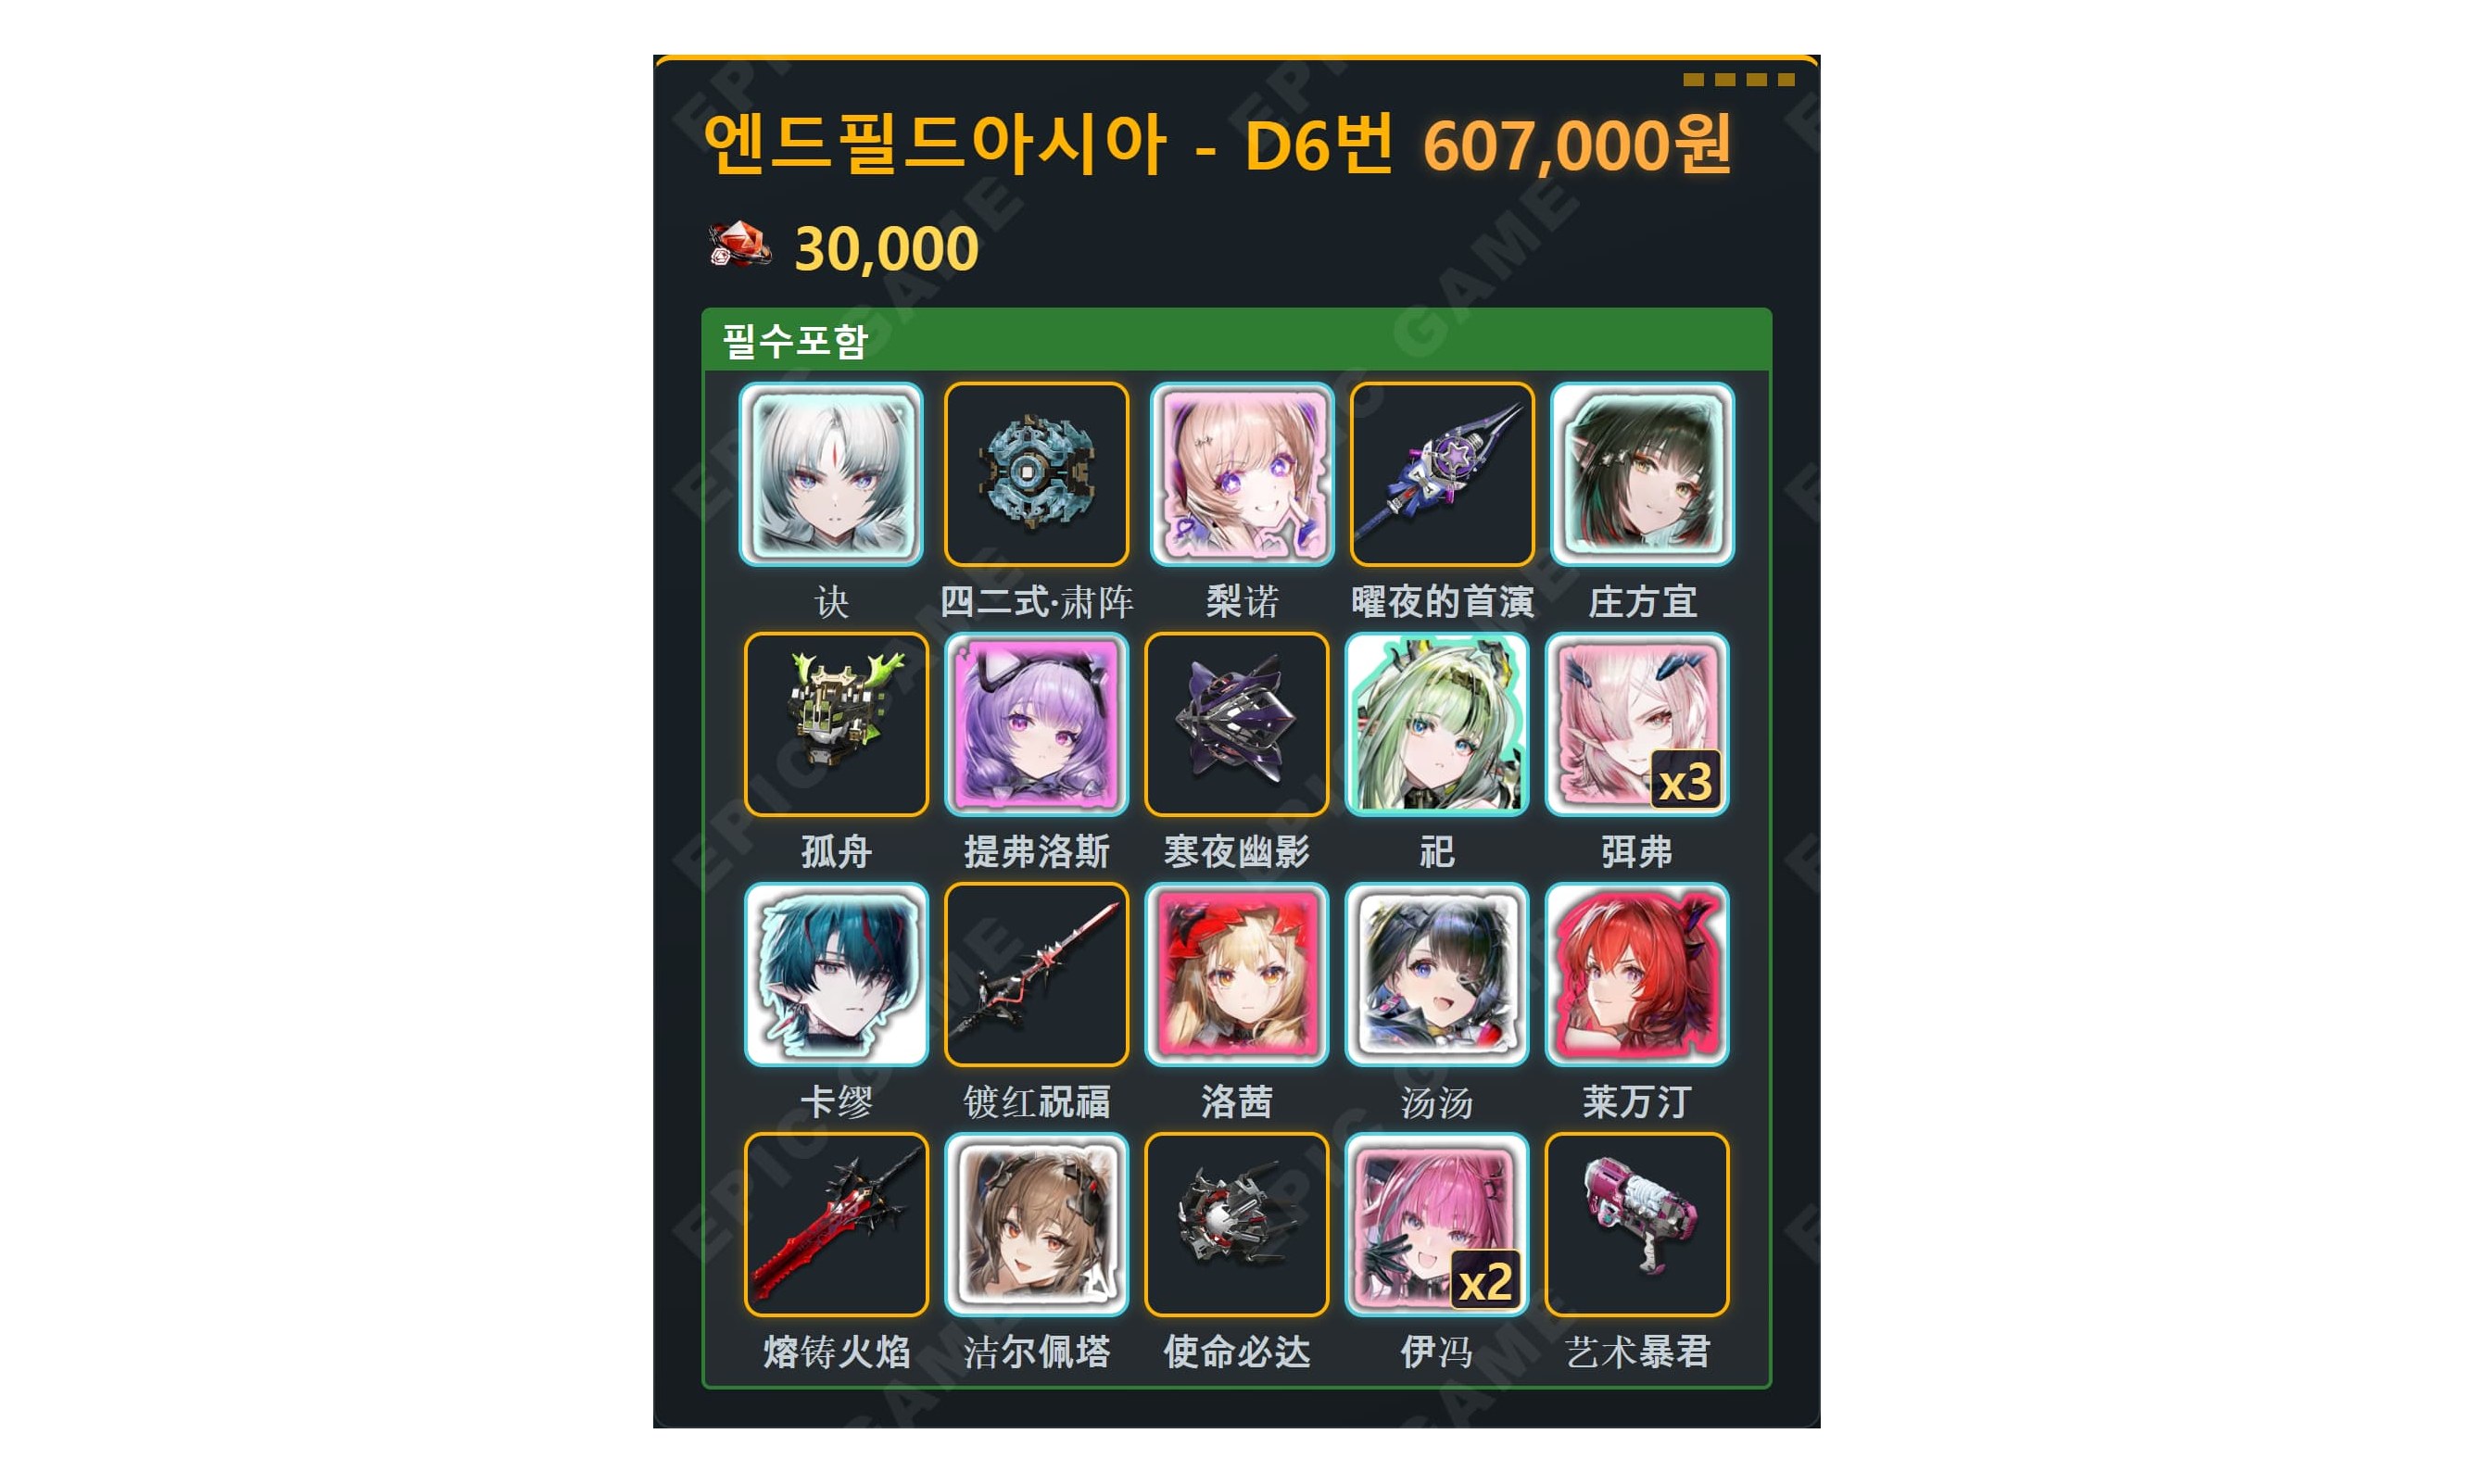 엔드필드아시아 - D6번 607,000원
30,000
필수포함
诀 四二式·肃阵 梨诺 曜夜的首演 庄方宜
x3
孤舟 提弗洛斯 寒夜幽影 祀 弭弗
卡缪 镀红祝福 洛茜 汤汤 莱万汀
x2
熔铸火焰 洁尔佩塔 使命必达 伊冯 艺术暴君
EPIC GAME